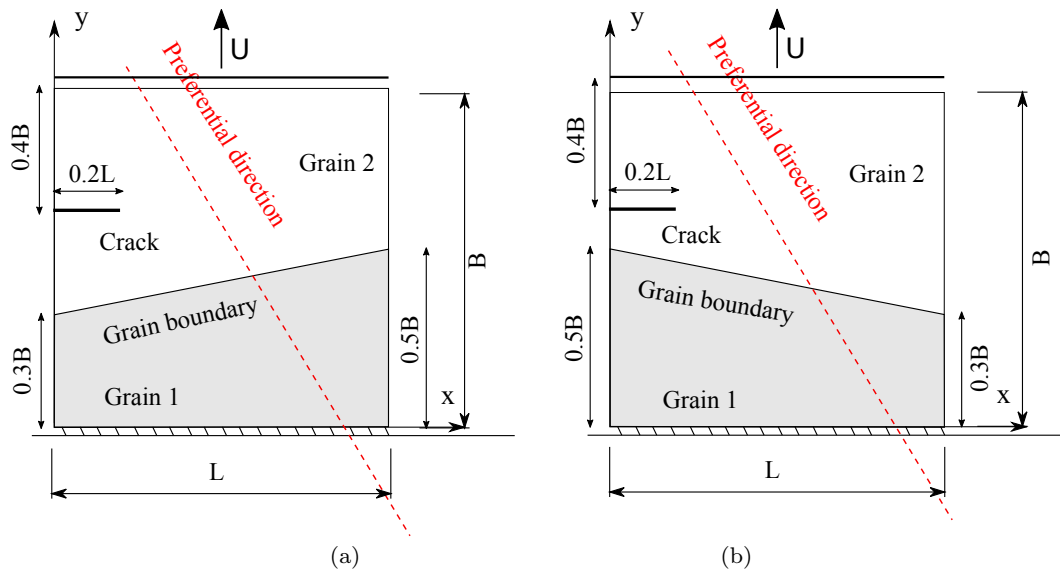 y
U
Preferential direction
0.4B
0.2L
Grain 2
Crack
B
Grain boundary
0.3B
0.5B
Grain 1
x
L
(a)
y
U
Preferential direction
0.4B
0.2L
Grain 2
Crack
B
Grain boundary
0.5B
0.3B
Grain 1
x
L
(b)